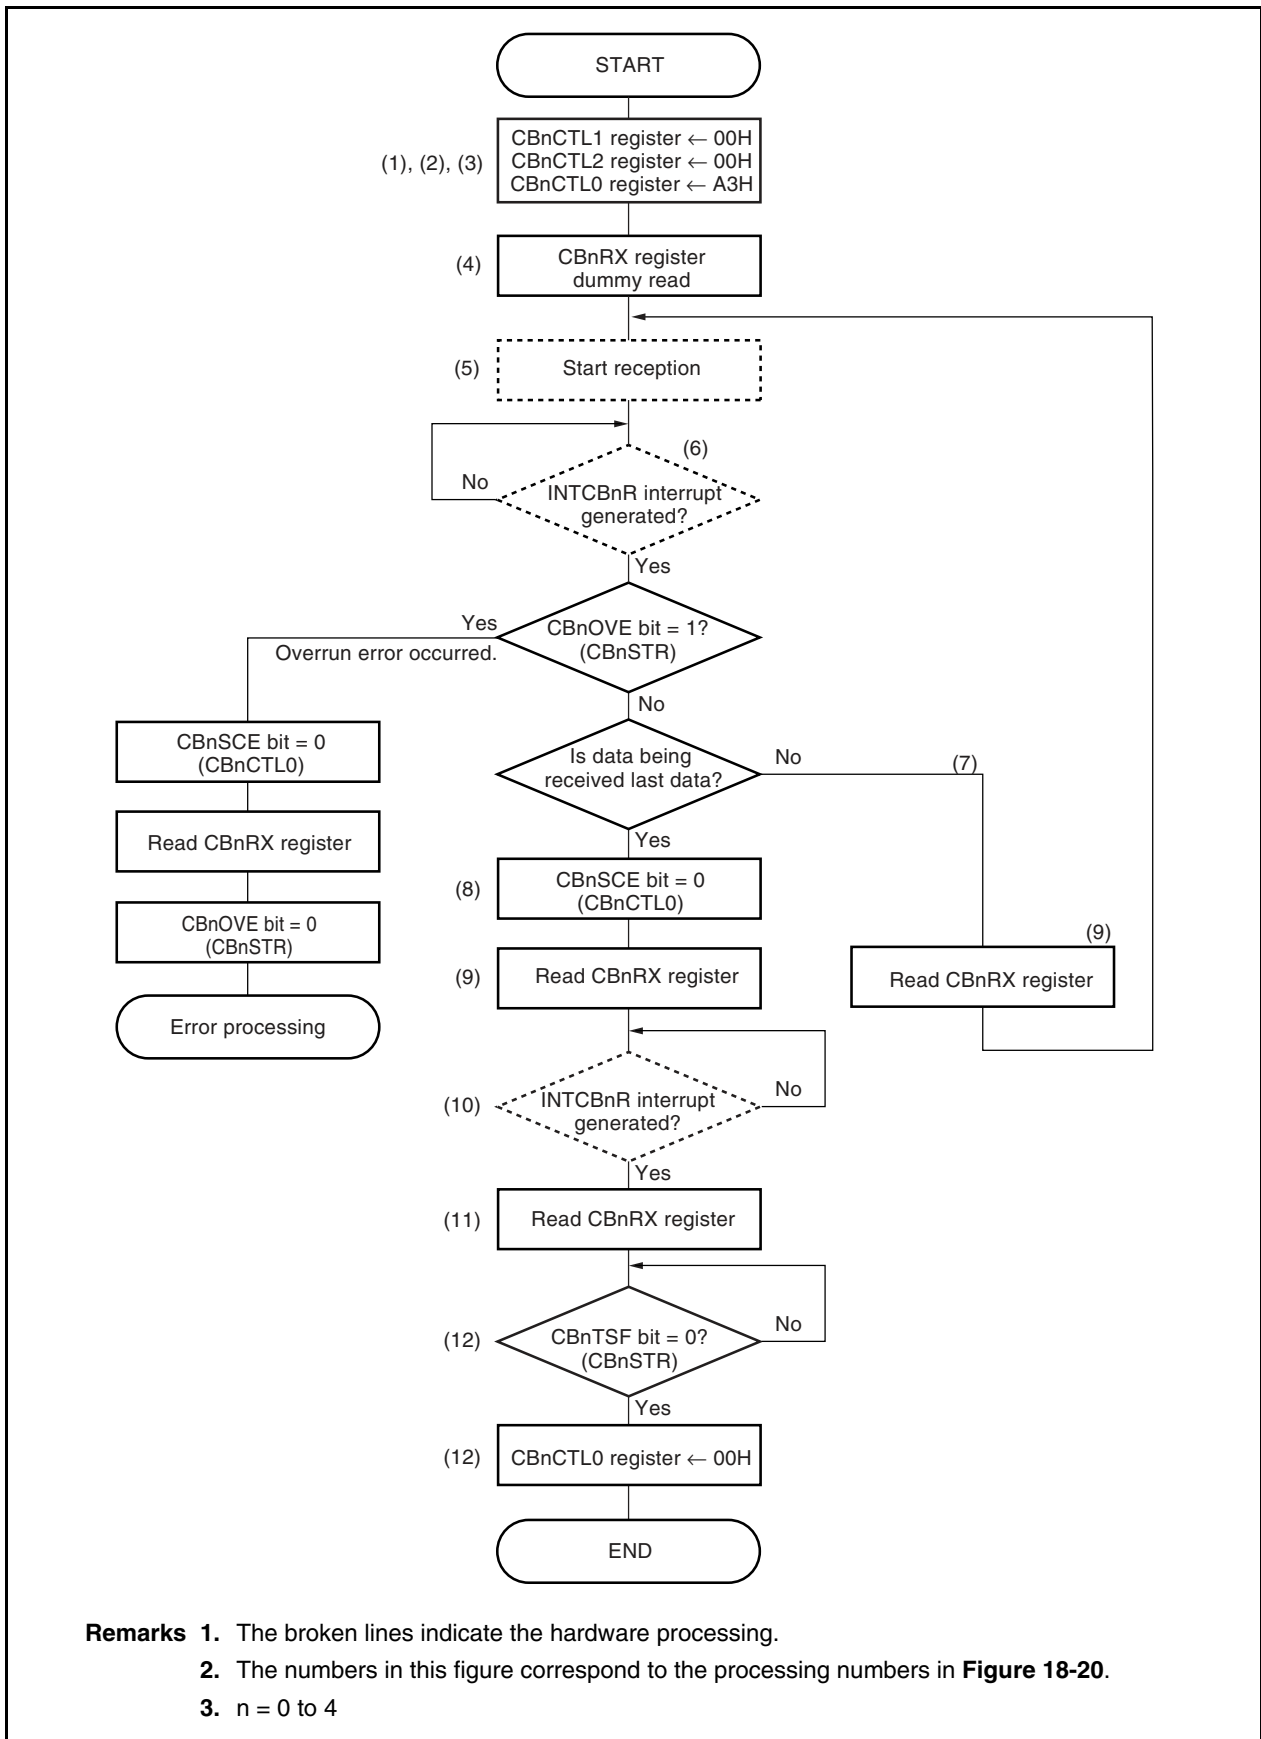 START
(1), (2), (3)
CBnCTL1 register ← 00H
CBnCTL2 register ← 00H
CBnCTL0 register ← A3H
(4)
CBnRX register
dummy read
(5)
Start reception
(6)
No
INTCBnR interrupt
generated?
Yes
Yes
CBnOVE bit = 1?
(CBnSTR)
Overrun error occurred.
No
CBnSCE bit = 0
(CBnCTL0)
Read CBnRX register
CBnOVE bit = 0
(CBnSTR)
Error processing
Is data being
received last data?
No
(7)
Yes
(8)
CBnSCE bit = 0
(CBnCTL0)
(9)
Read CBnRX register
(9)
Read CBnRX register
(10)
INTCBnR interrupt
generated?
No
Yes
(11)
Read CBnRX register
(12)
CBnTSF bit = 0?
(CBnSTR)
No
Yes
(12)
CBnCTL0 register ← 00H
END
Remarks 1. The broken lines indicate the hardware processing.
2. The numbers in this figure correspond to the processing numbers in Figure 18-20.
3. n = 0 to 4